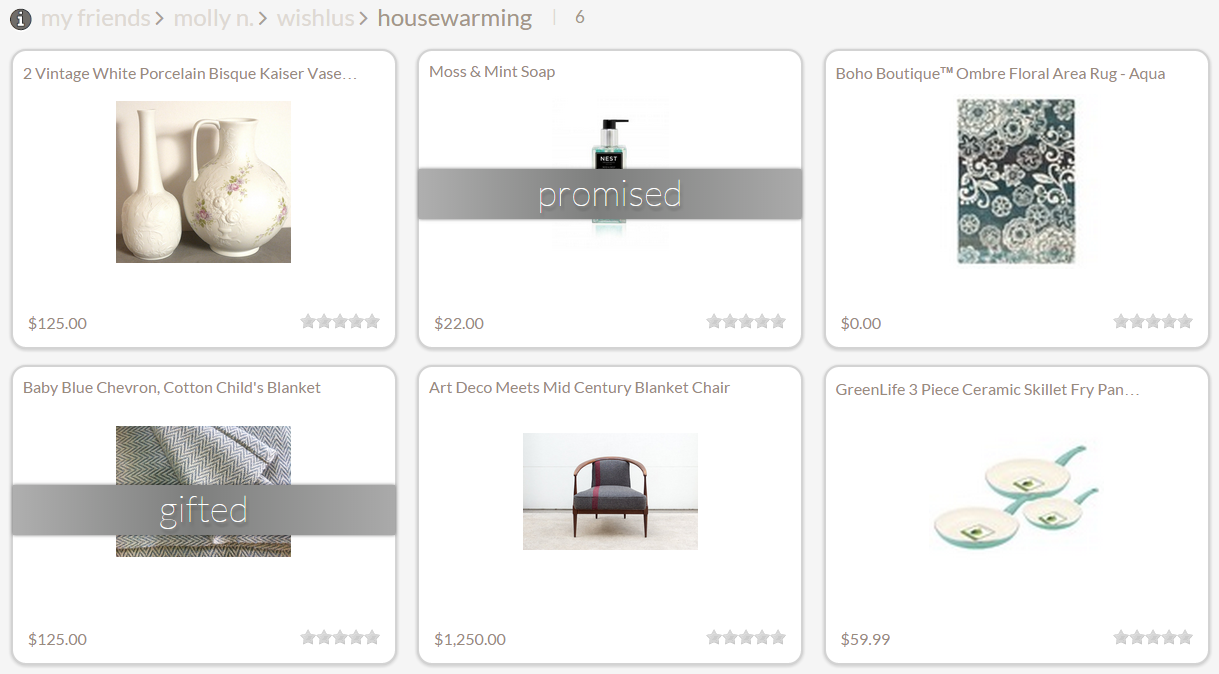 my friends > molly n. > wishlus > housewarming | 6
2 Vintage White Porcelain Bisque Kaiser Vase...
Moss & Mint Soap
Boho Boutique™ Ombre Floral Area Rug - Aqua
NEST
promised
$125.00
$22.00
$0.00
Baby Blue Chevron, Cotton Child's Blanket
Art Deco Meets Mid Century Blanket Chair
GreenLife 3 Piece Ceramic Skillet Fry Pan...
gifted
$125.00
$1,250.00
$59.99